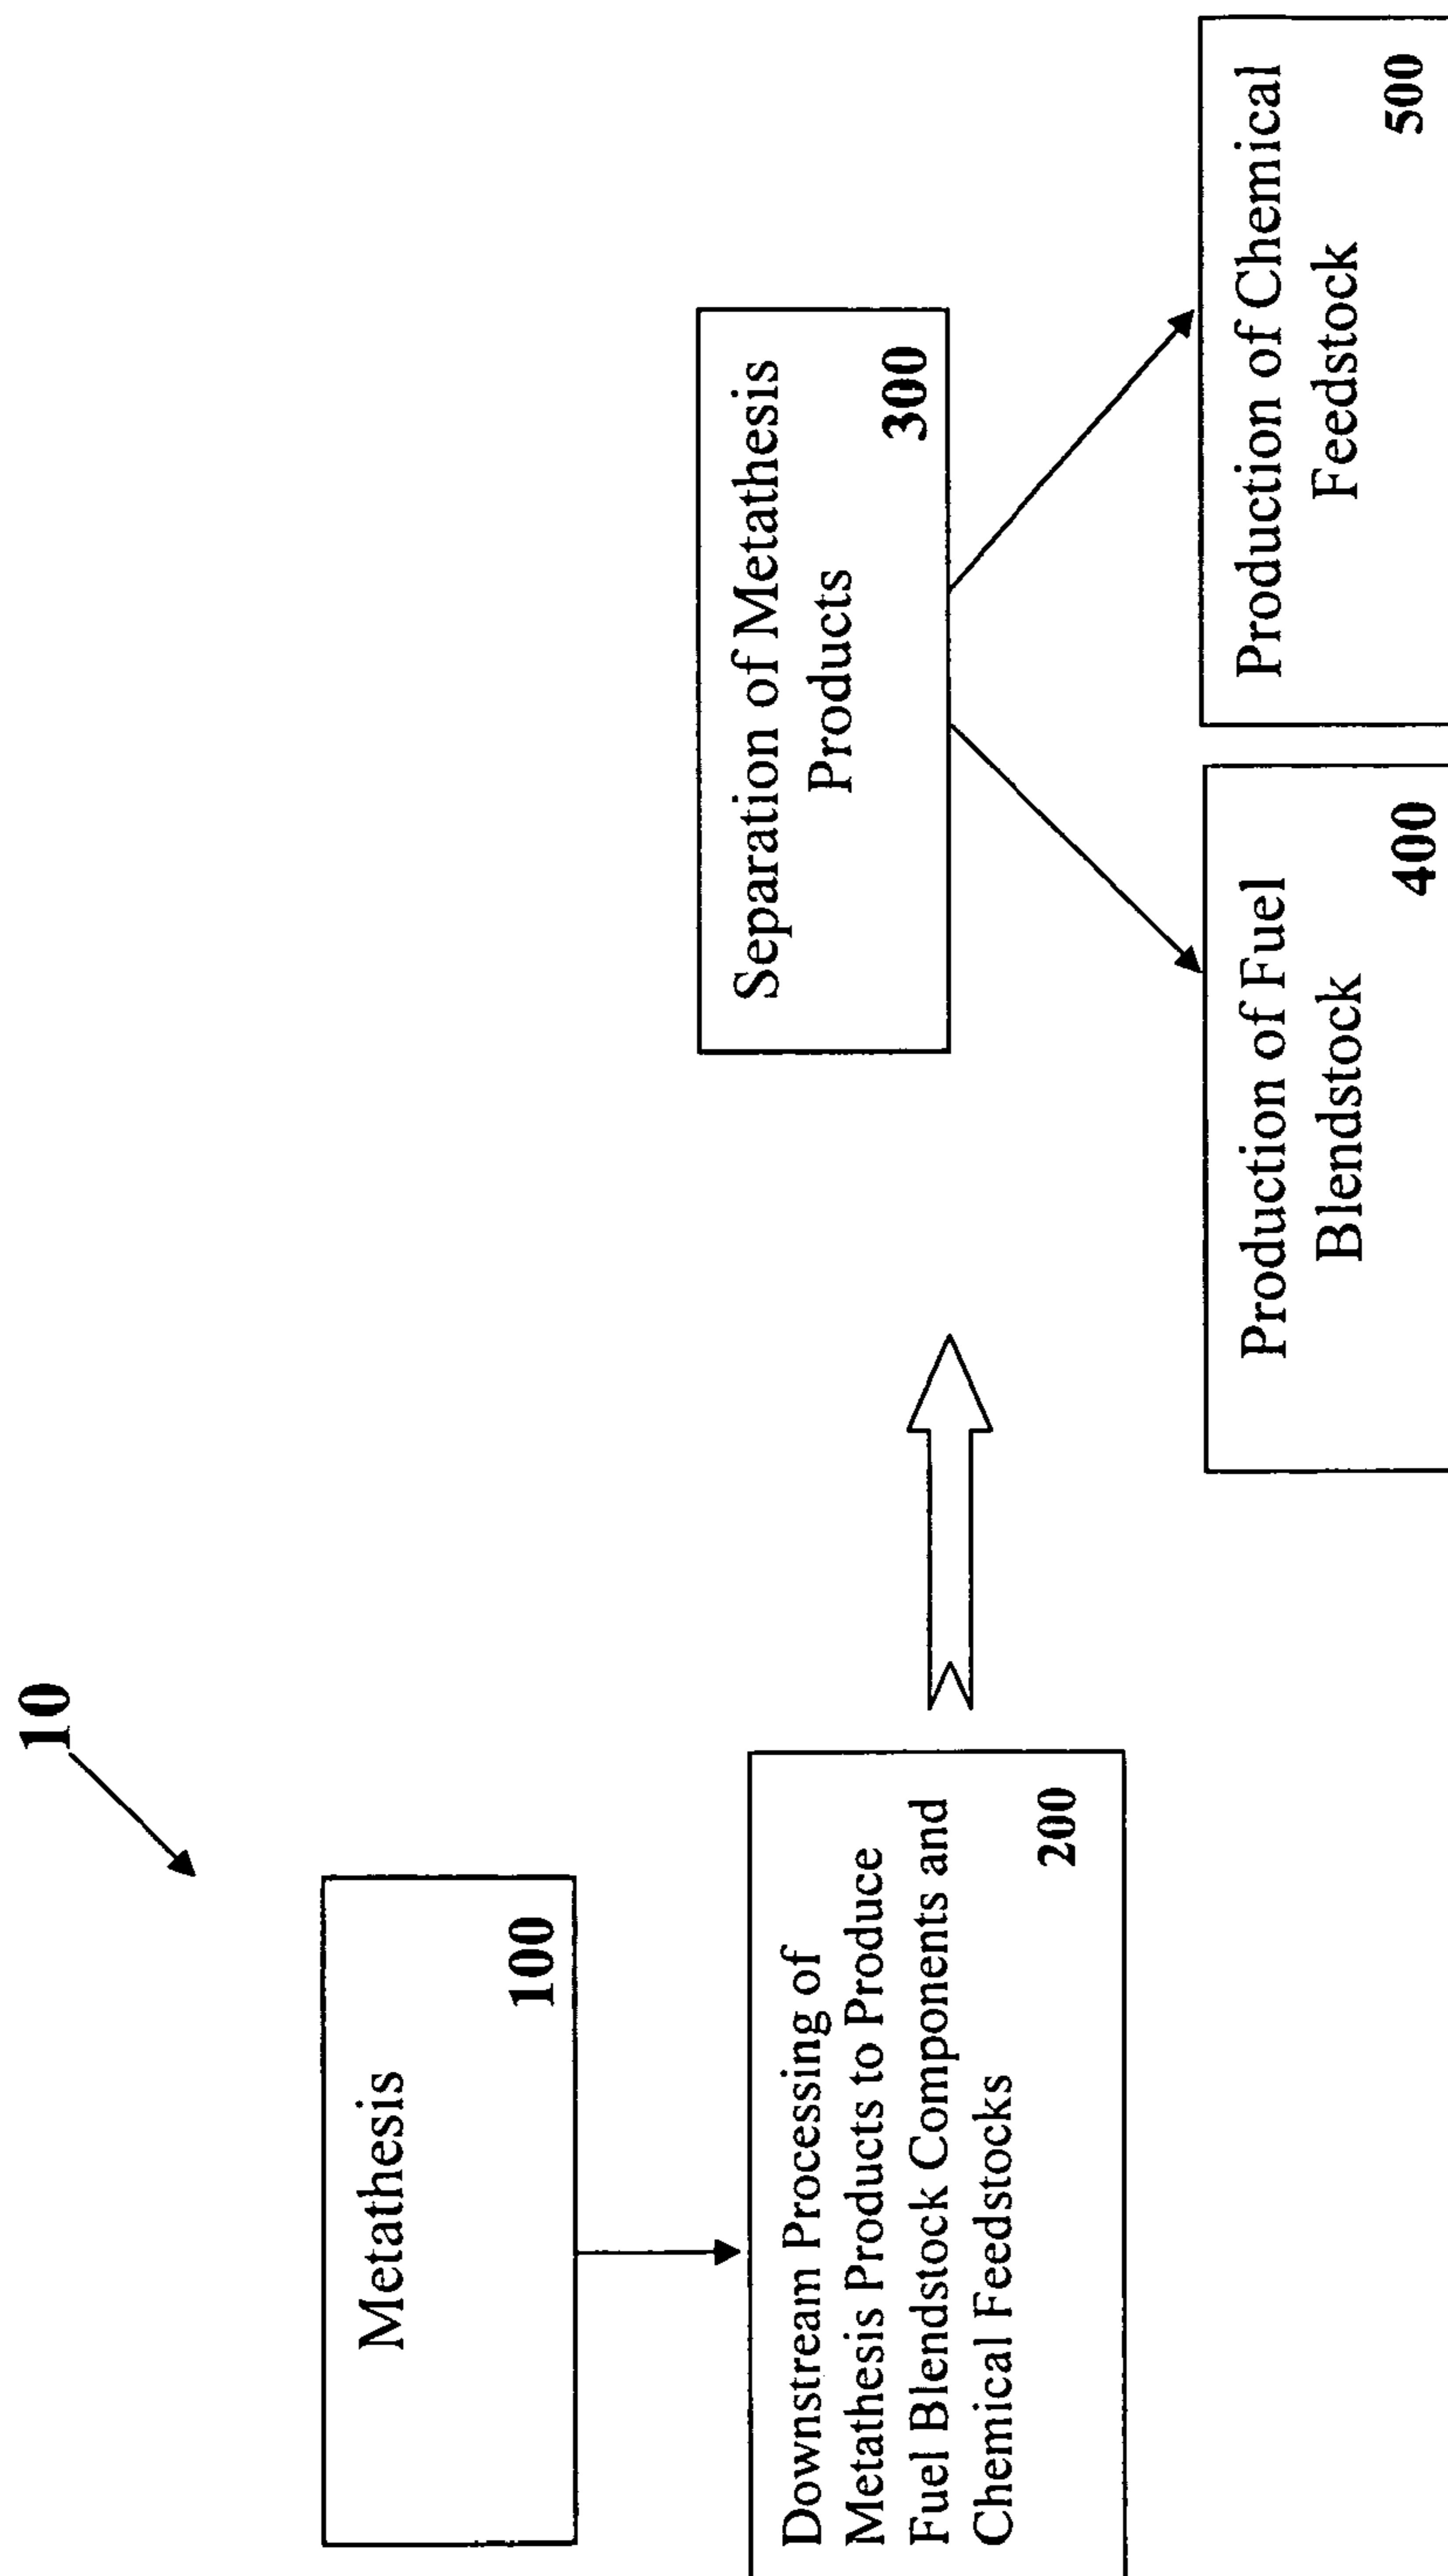 10
Metathesis
100
Downstream Processing of
Metathesis Products to Produce
Fuel Blendstock Components and
Chemical Feedstocks
200
Separation of Metathesis
Products
300
Production of Fuel
Blendstock
400
Production of Chemical
Feedstock
500